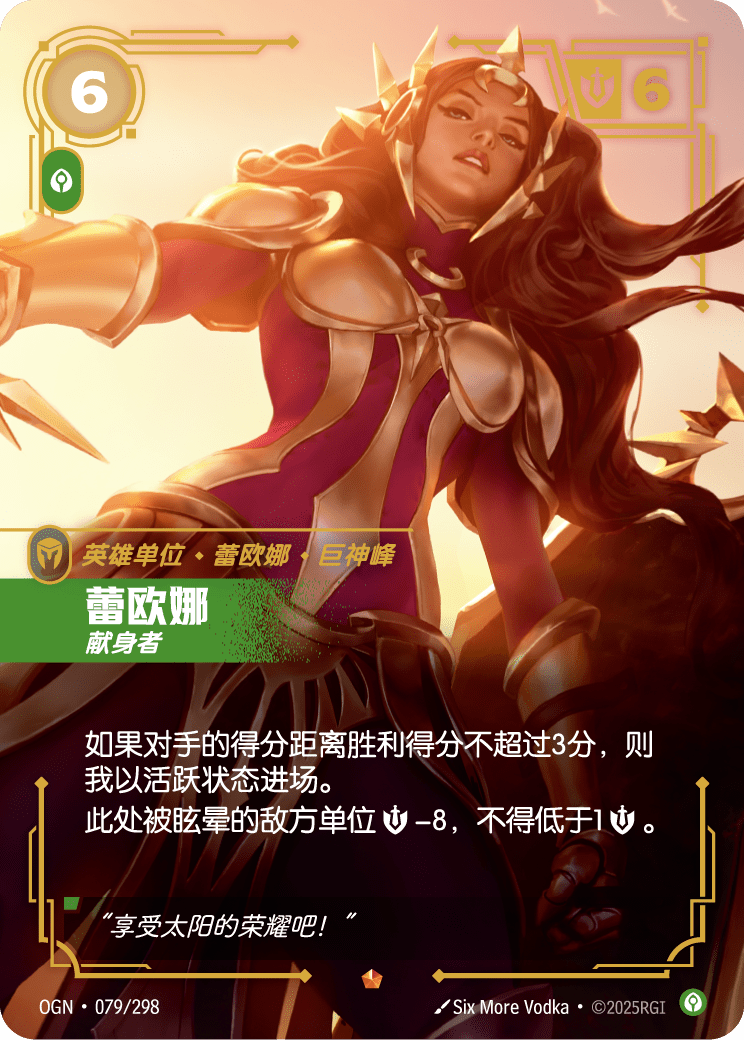 6
6
英雄单位 • 蕾欧娜 • 巨神峰
蕾欧娜
献身者
如果对手的得分距离胜利得分不超过3分，则
我以活跃状态进场。
此处被眩晕的敌方单位 -8，不得低于1 。
“享受太阳的荣耀吧！”
OGN • 079/298
Six More Vodka • ©2025RGI